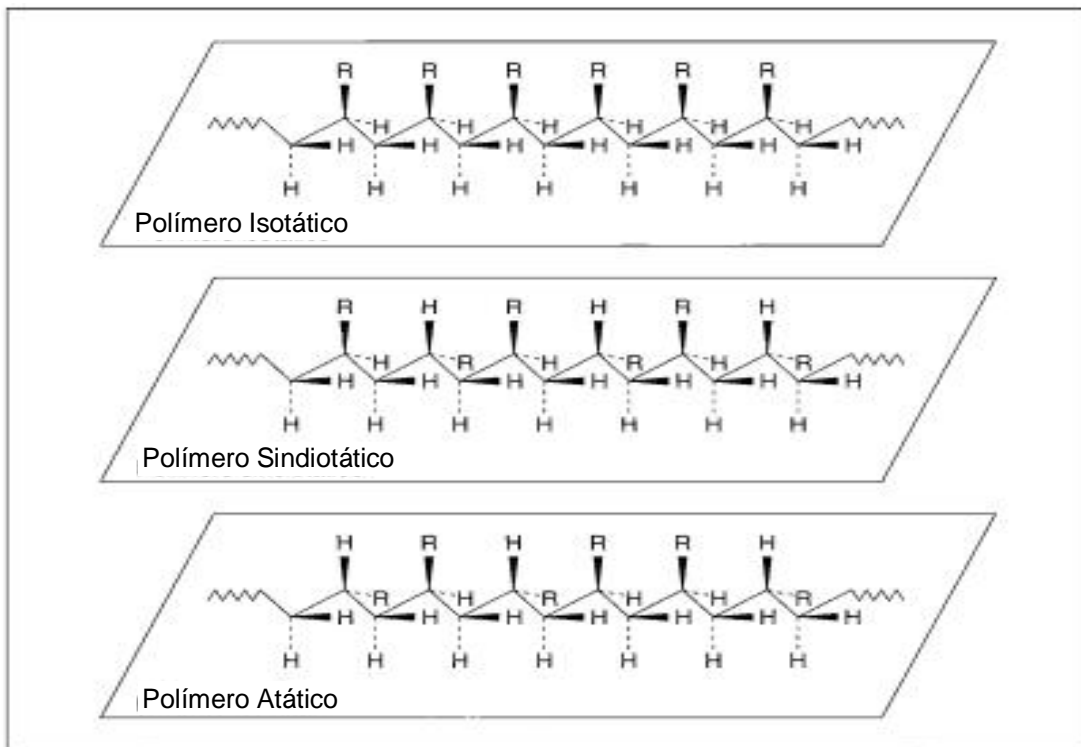 R R R R R R
H H H H H H
H H H H H H H
H H H H H H H
Polímero Isotático
R H R H R H
H R H R H R
H H H H H H H
H H H H H H H
Polímero Sindiotático
H R H R R H
R H R H H R
H H H H H H H
H H H H H H H
Polímero Atático